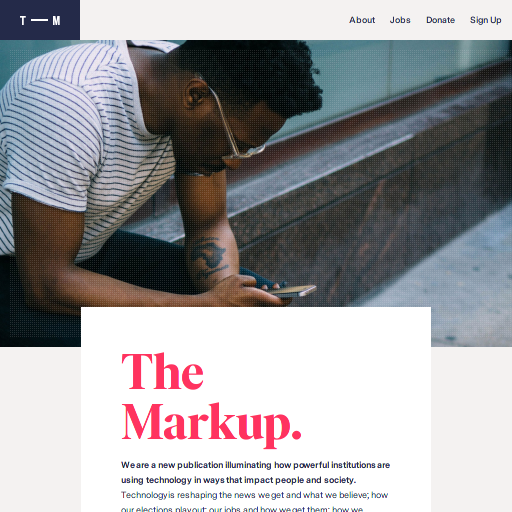 T — M
About Jobs Donate Sign Up
The
Markup.
We are a new publication illuminating how powerful institutions are
using technology in ways that impact people and society.
Technology is reshaping the news we get and what we believe; how
our elections play out; our jobs and how we get them; how we